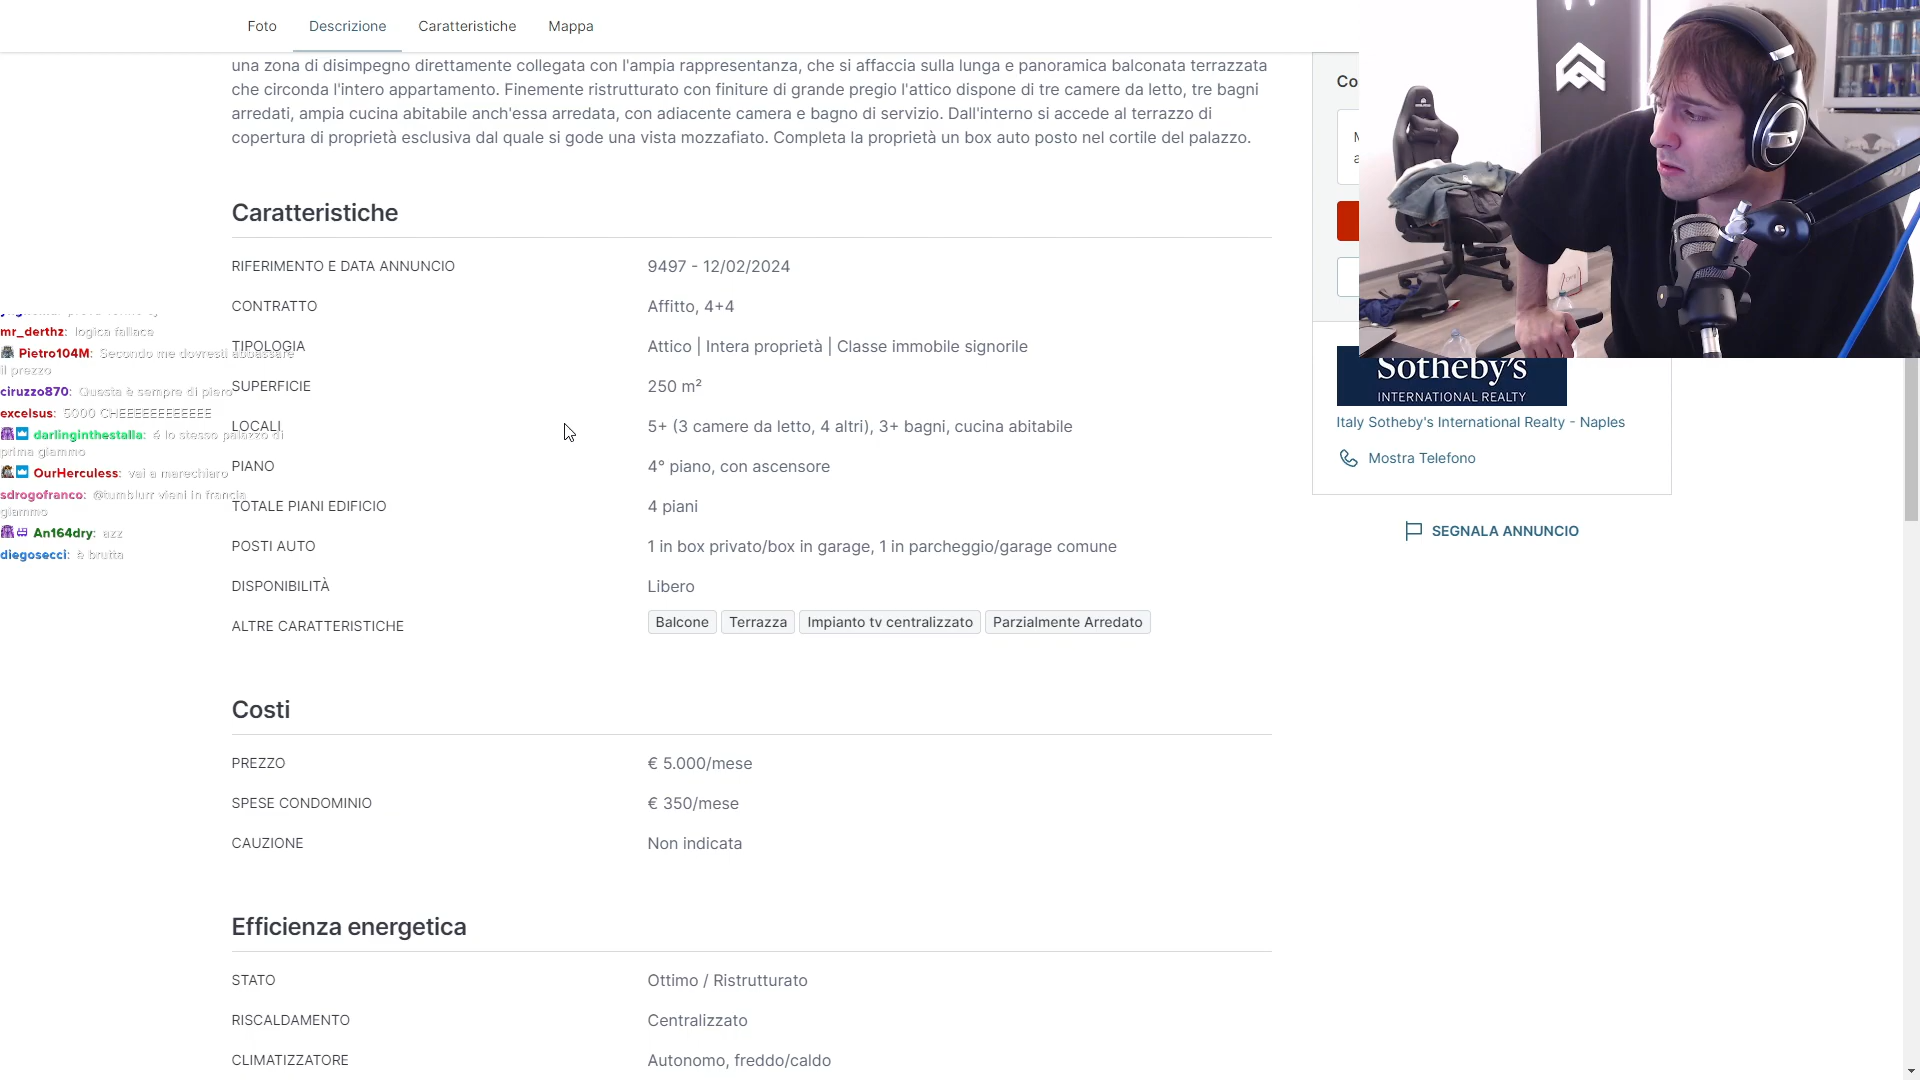 Foto
Descrizione
Caratteristiche
Mappa
una zona di disimpegno direttamente collegata con l'ampia rappresentanza, che si affaccia sulla lunga e panoramica balconata terrazzata
che circonda l'intero appartamento. Finemente ristrutturato con finiture di grande pregio l'attico dispone di tre camere da letto, tre bagni
arredati, ampia cucina abitabile anch'essa arredata, con adiacente camera e bagno di servizio. Dall'interno si accede al terrazzo di
copertura di proprietà esclusiva dal quale si gode una vista mozzafiato. Completa la proprietà un box auto posto nel cortile del palazzo.
Co
Caratteristiche
RIFERIMENTO E DATA ANNUNCIO
9497 - 12/02/2024
CONTRATTO
Affitto, 4+4
TIPOLOGIA
Attico | Intera proprietà | Classe immobile signorile
SUPERFICIE
250 m²
LOCALI
5+ (3 camere da letto, 4 altri), 3+ bagni, cucina abitabile
PIANO
4° piano, con ascensore
TOTALE PIANI EDIFICIO
4 piani
POSTI AUTO
1 in box privato/box in garage, 1 in parcheggio/garage comune
DISPONIBILITÀ
Libero
ALTRE CARATTERISTICHE
Balcone
Terrazza
Impianto tv centralizzato
Parzialmente Arredato
Costi
PREZZO
€ 5.000/mese
SPESE CONDOMINIO
€ 350/mese
CAUZIONE
Non indicata
Efficienza energetica
STATO
Ottimo / Ristrutturato
RISCALDAMENTO
Centralizzato
CLIMATIZZATORE
Autonomo, freddo/caldo
mr_derthz: logica fallace
Pietro104M: Secondo me dovresti abbassare
il prezzo
ciruzzo870: Questa è sempre di piero
excelsus: 5000 CHEEEEEEEEEEEE
darlinginthestalla: é lo stesso palazzo di
prima giammo
OurHerculess: vai a marechiaro
sdrogofranco: @tumblurr vieni in francia
giammo
An164dry: azz
diegosecci: è brutta
Sotheby's
INTERNATIONAL REALTY
Italy Sotheby's International Realty - Naples
Mostra Telefono
SEGNALA ANNUNCIO